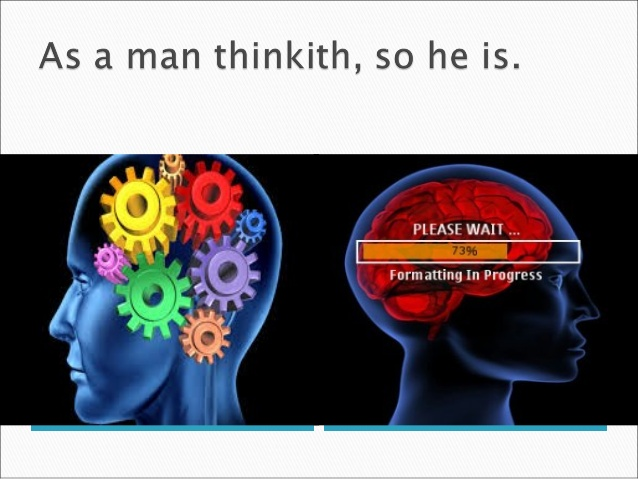 As a man thinkith, so he is.
PLEASE WAIT ...
73%
Formatting In Progress